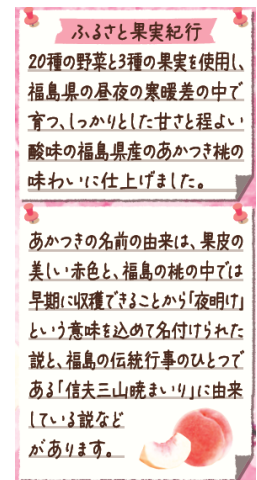 ふるさと果実紀行
20種の野菜と3種の果実を使用し、
福島県の昼夜の寒暖差の中で
育つ、しっかりとした甘さと程よい
酸味の福島県産のあかつき桃の
味わいに仕上げました。
あかつきの名前の由来は、果皮の
美しい赤色と、福島の桃の中では
早期に収穫できることから「夜明け」
という意味を込めて名付けられた
説と、福島の伝統行事のひとつで
ある「信夫三山暁まいり」に由来
している説など
があります。